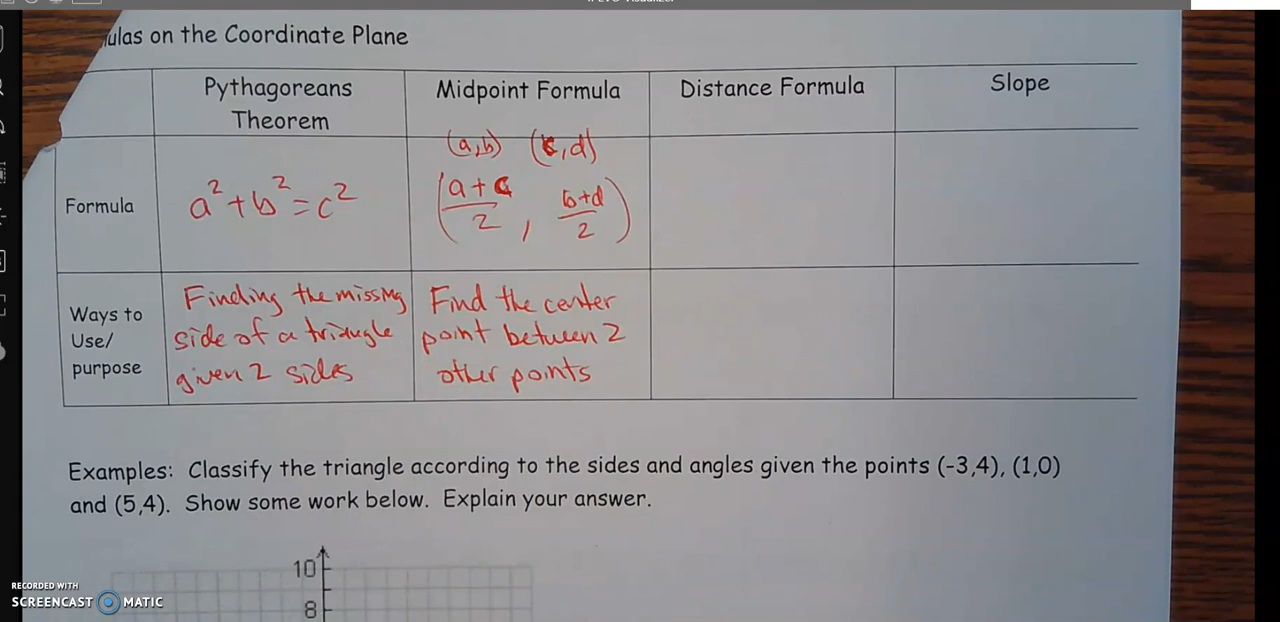 ulas on the Coordinate Plane
Pythagoreans
Theorem
Midpoint Formula
Distance Formula
Slope
Formula
a² + b² = c²
(a,b) (c,d)
(a+c/2, b+d/2)
Ways to
Use/
purpose
Finding the missing
side of a triangle
given 2 sides
Find the center
point between 2
other points
Examples: Classify the triangle according to the sides and angles given the points (-3,4), (1,0)
and (5,4). Show some work below. Explain your answer.
10
8
RECORDED WITH
SCREENCAST MATIC